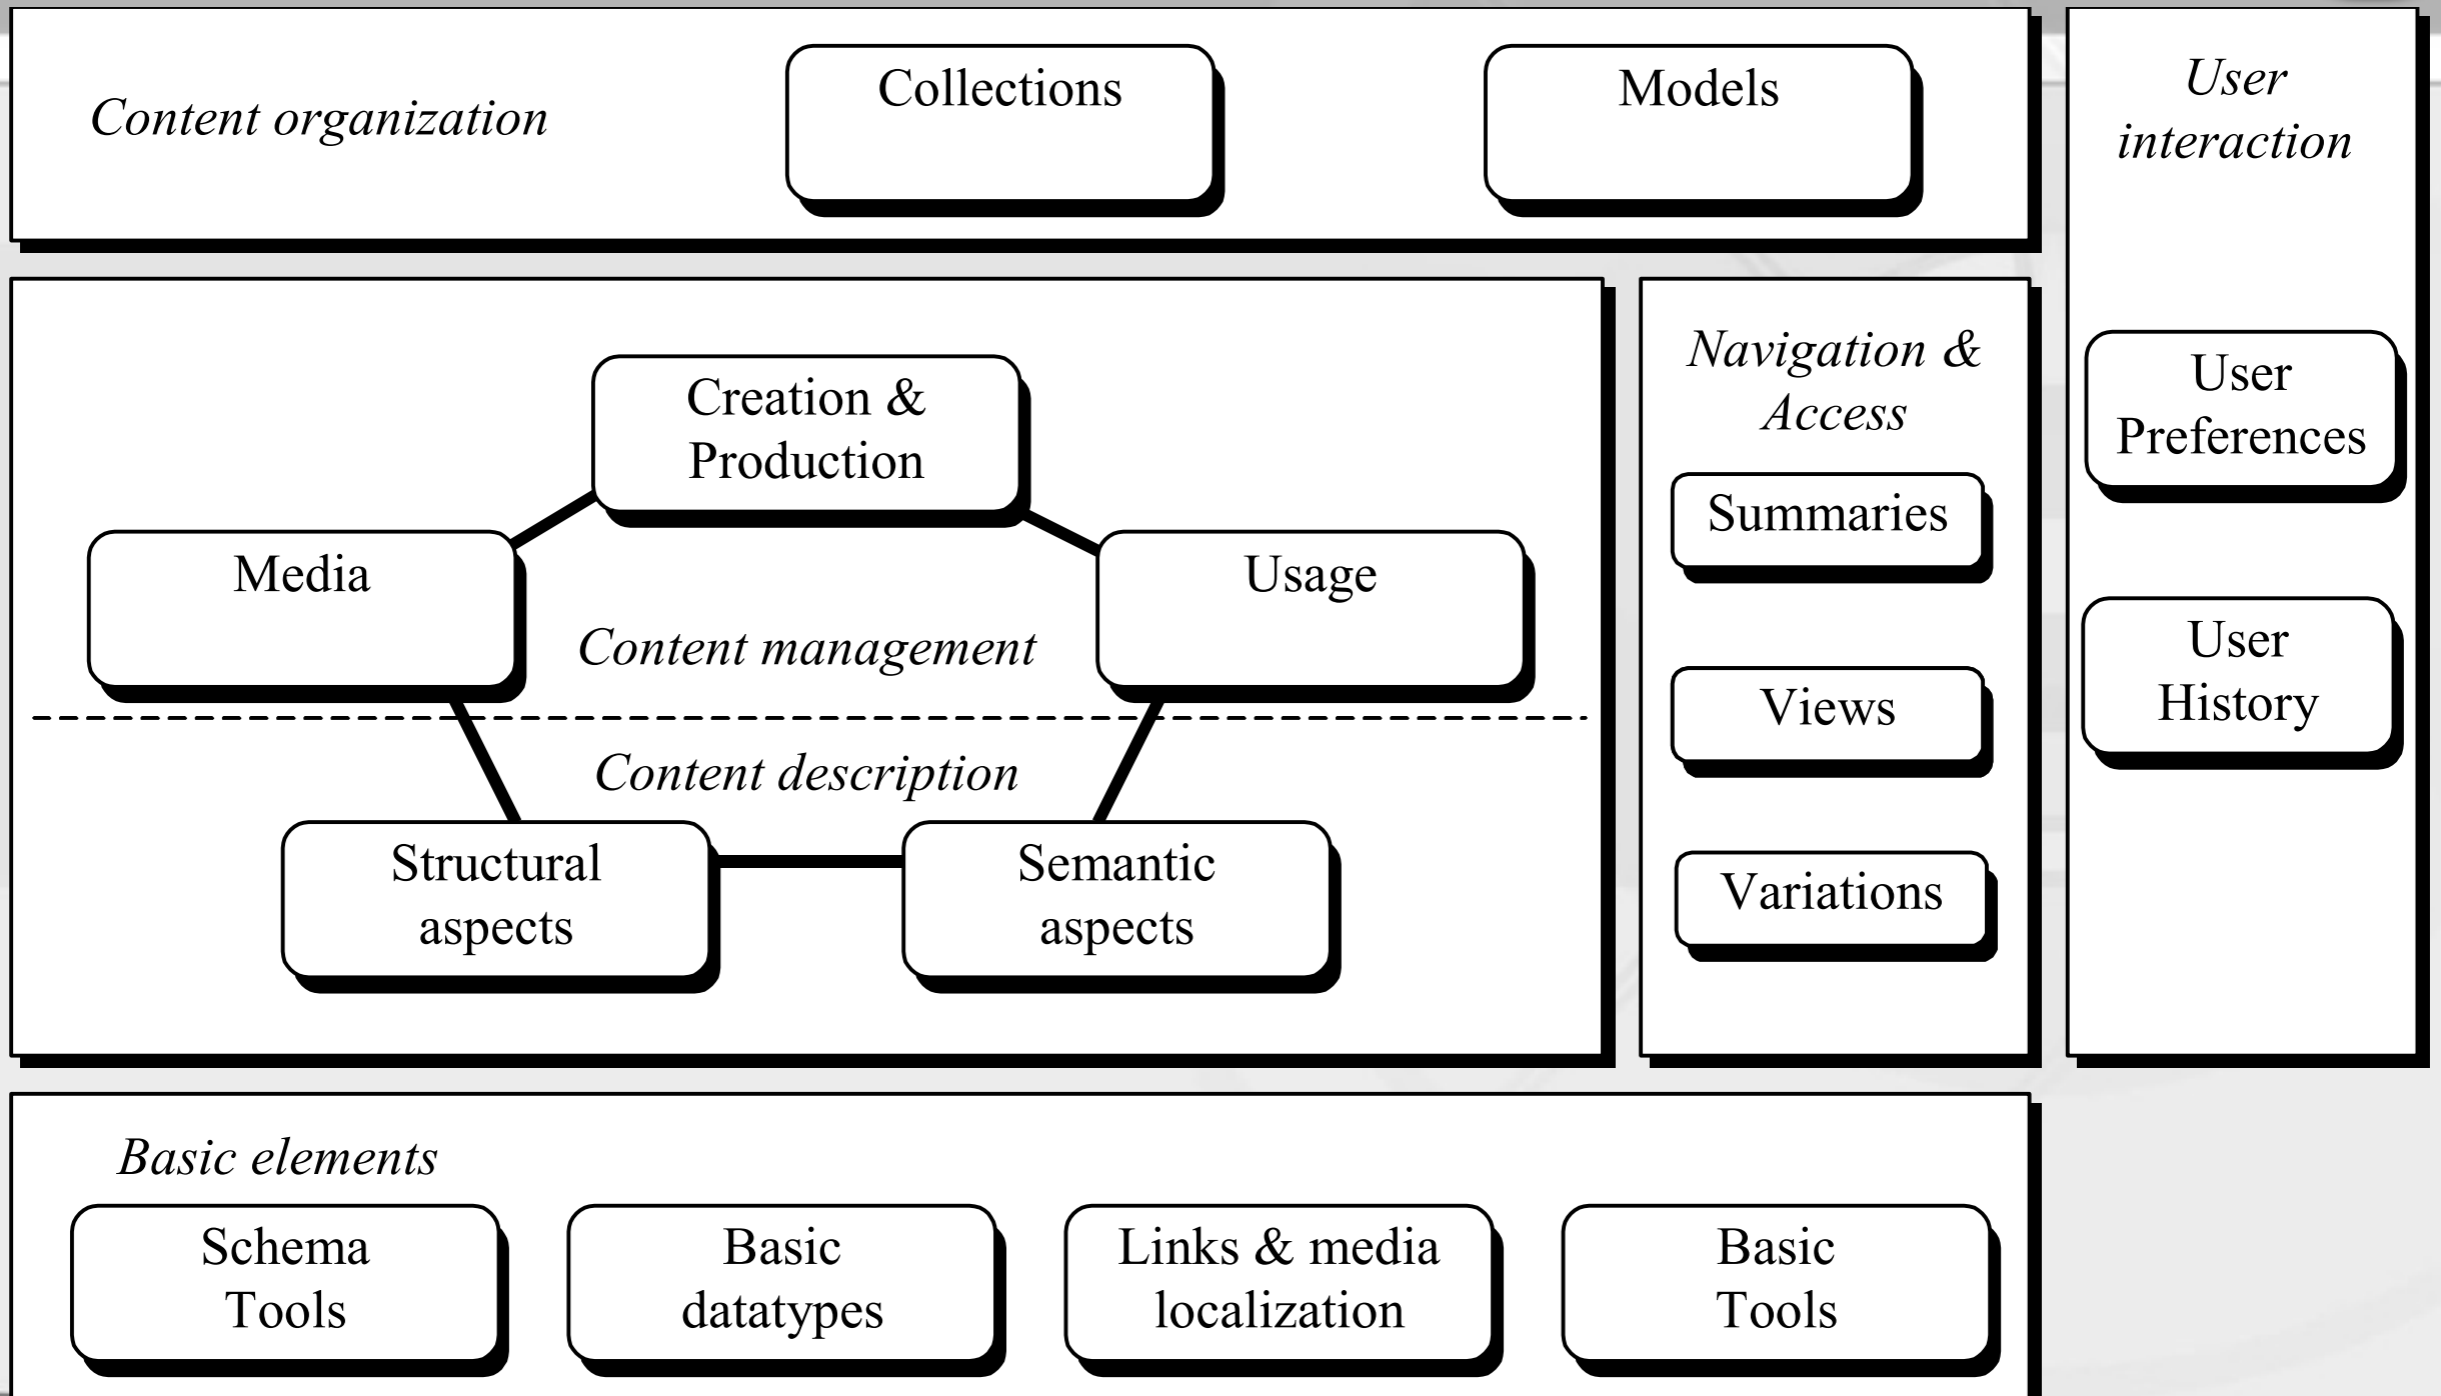 Content organization
Collections
Models
User
interaction
User
Preferences
User
History
Creation &
Production
Media
Usage
Content management
Content description
Structural
aspects
Semantic
aspects
Navigation &
Access
Summaries
Views
Variations
Basic elements
Schema
Tools
Basic
datatypes
Links & media
localization
Basic
Tools